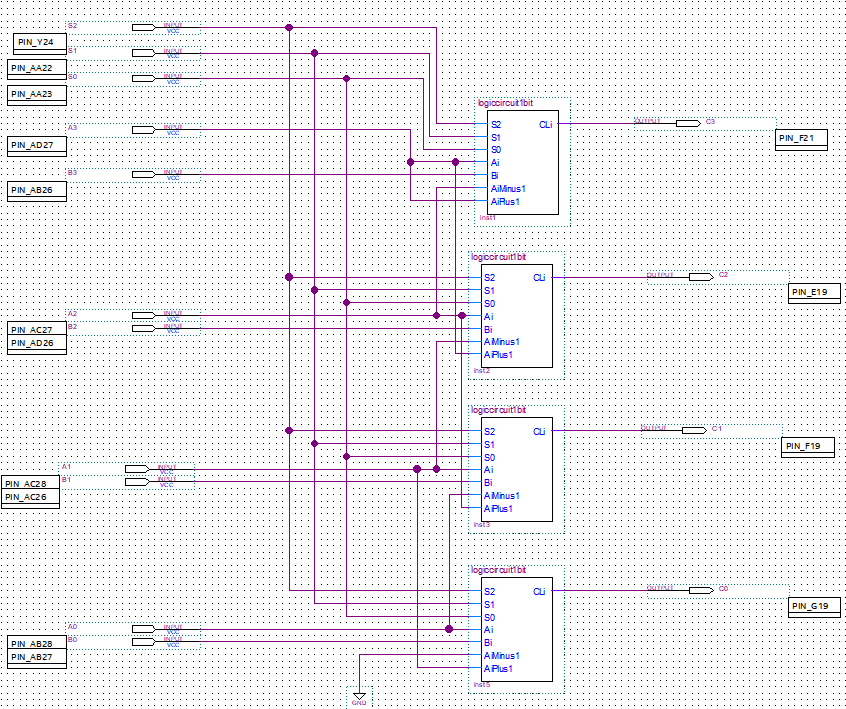 S2 INPUT VCC
PIN_Y24
S1 INPUT VCC
PIN_AA22
S0 INPUT VCC
PIN_AA23
logiccircuit1bit
S2 CLi
S1
S0
Ai
Bi
AiMinus1
AiPlus1
inst1
OUTPUT C3
PIN_F21
A3 INPUT VCC
PIN_AD27
B3 INPUT VCC
PIN_AB26
logiccircuit1bit
S2 CLi
S1
S0
Ai
Bi
AiMinus1
AiPlus1
inst2
OUTPUT C2
PIN_E19
A2 INPUT VCC
B2 INPUT VCC
PIN_AC27
PIN_AD26
logiccircuit1bit
S2 CLi
S1
S0
Ai
Bi
AiMinus1
AiPlus1
inst3
OUTPUT C1
PIN_F19
A1 INPUT VCC
B1 INPUT VCC
PIN_AC28
PIN_AC26
logiccircuit1bit
S2 CLi
S1
S0
Ai
Bi
AiMinus1
AiPlus1
inst5
OUTPUT C0
PIN_G19
A0 INPUT VCC
B0 INPUT VCC
PIN_AB28
PIN_AB27
GND